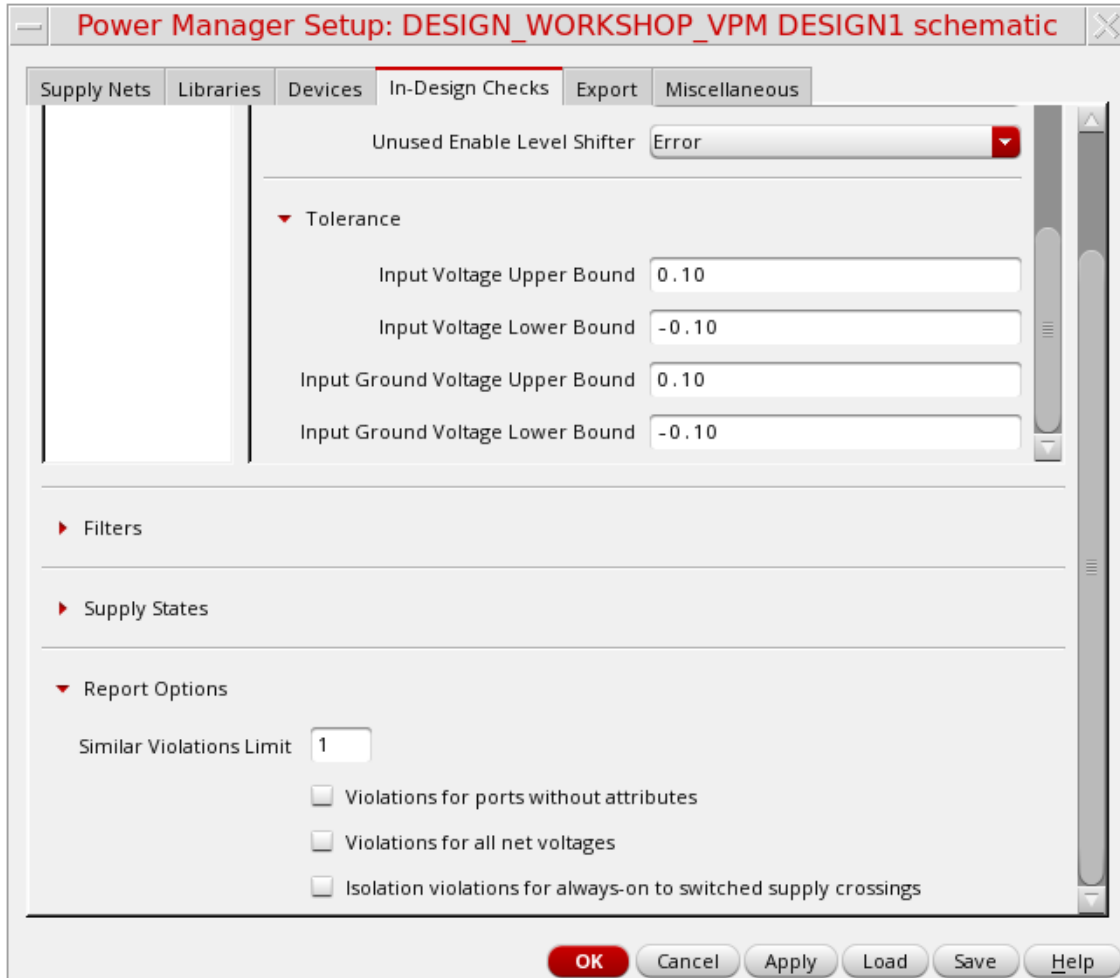 Power Manager Setup: DESIGN_WORKSHOP_VPM DESIGN1 schematic
Supply Nets Libraries Devices In-Design Checks Export Miscellaneous
Unused Enable Level Shifter Error
Tolerance
Input Voltage Upper Bound 0.10
Input Voltage Lower Bound -0.10
Input Ground Voltage Upper Bound 0.10
Input Ground Voltage Lower Bound -0.10
Filters
Supply States
Report Options
Similar Violations Limit 1
Violations for ports without attributes
Violations for all net voltages
Isolation violations for always-on to switched supply crossings
OK Cancel Apply Load Save Help